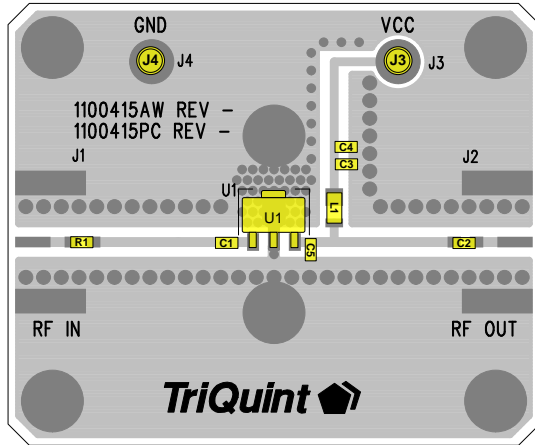 GND
VCC
J4
J4
J3
J3
1100415AW REV -
1100415PC REV -
J1
J2
C4
C3
U1
L1
U1
R1
C1
C5
C2
RF IN
RF OUT
TriQuint